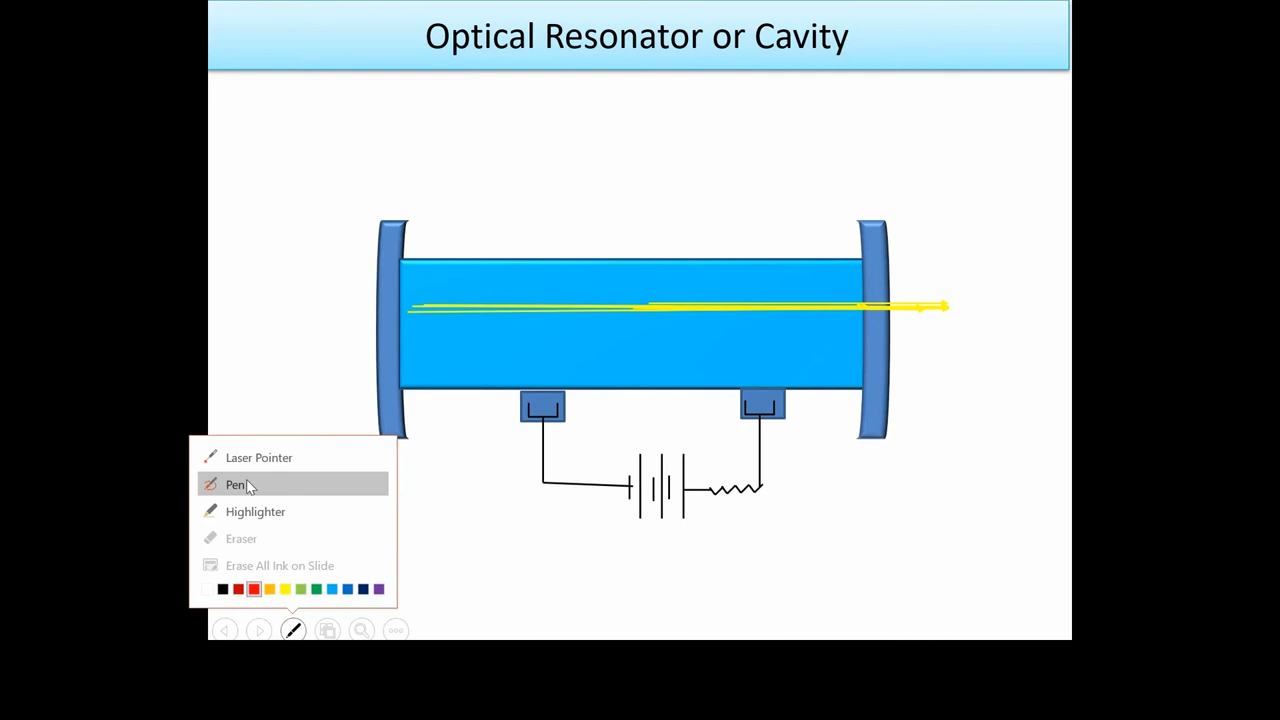 Optical Resonator or Cavity
Laser Pointer
Pen
Highlighter
Eraser
Erase All Ink on Slide